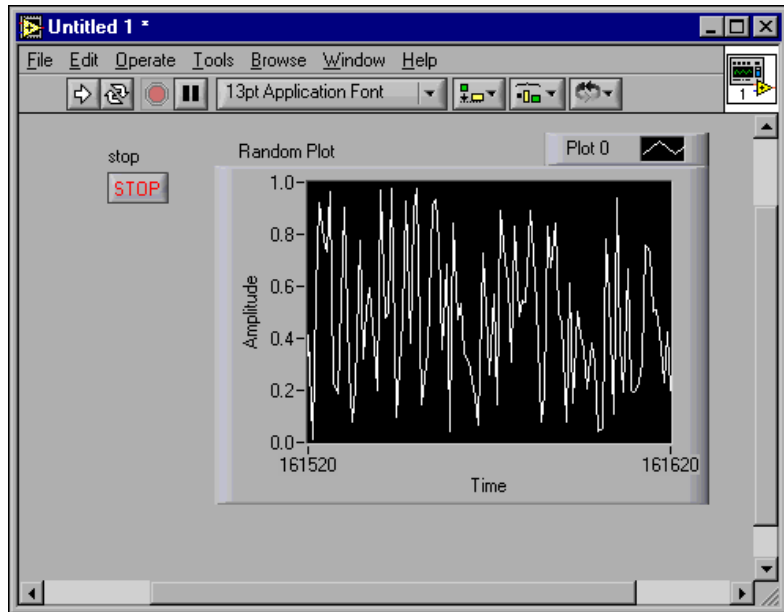 Untitled 1 *
File Edit Operate Tools Browse Window Help
13pt Application Font
1
stop
STOP
Random Plot
Plot 0
1.0
0.8
0.6
0.4
0.2
0.0
Amplitude
161520
161620
Time